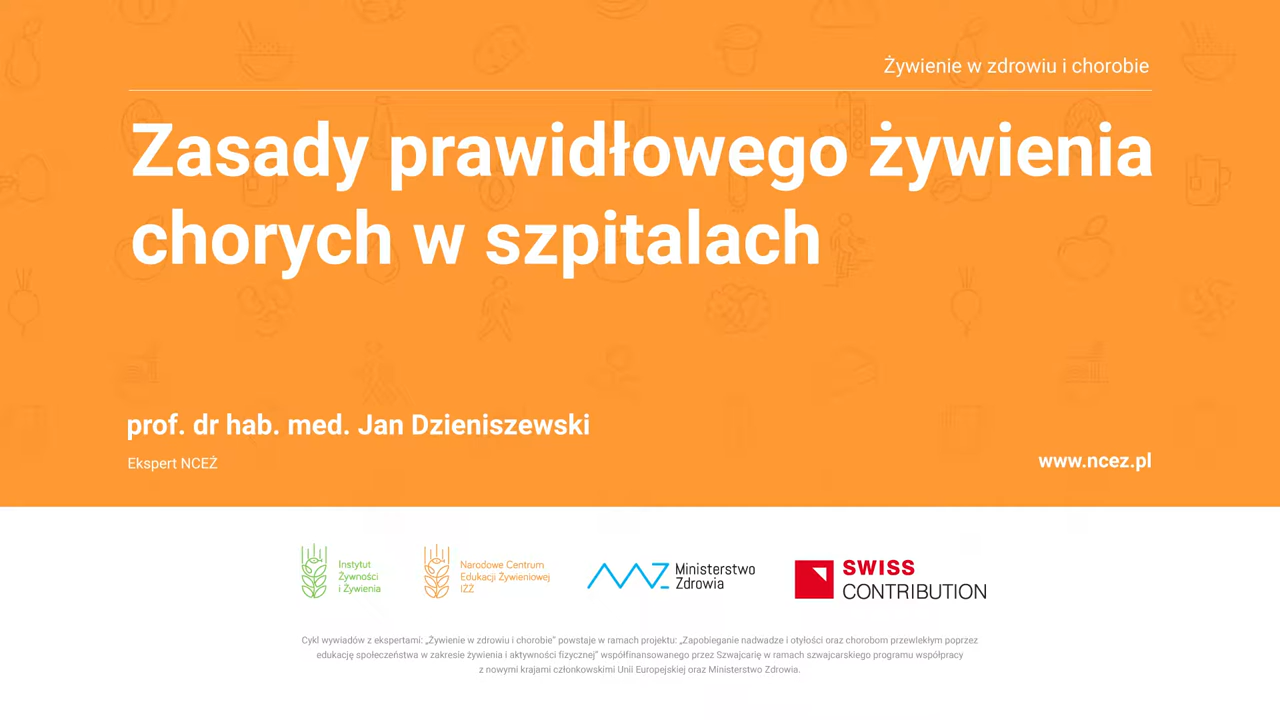 Żywienie w zdrowiu i chorobie
Zasady prawidłowego żywienia
chorych w szpitalach
prof. dr hab. med. Jan Dzieniszewski
Ekspert NCEŻ
www.ncez.pl
Instytut
Żywności
i Żywienia
Narodowe Centrum
Edukacji Żywieniowej
IŻŻ
Ministerstwo
Zdrowia
SWISS
CONTRIBUTION
Cykl wywiadów z ekspertami: „Żywienie w zdrowiu i chorobie” powstaje w ramach projektu: „Zapobieganie nadwadze i otyłości oraz chorobom przewlekłym poprzez
edukację społeczeństwa w zakresie żywienia i aktywności fizycznej” współfinansowanego przez Szwajcarię w ramach szwajcarskiego programu współpracy
z nowymi krajami członkowskimi Unii Europejskiej oraz Ministerstwo Zdrowia.